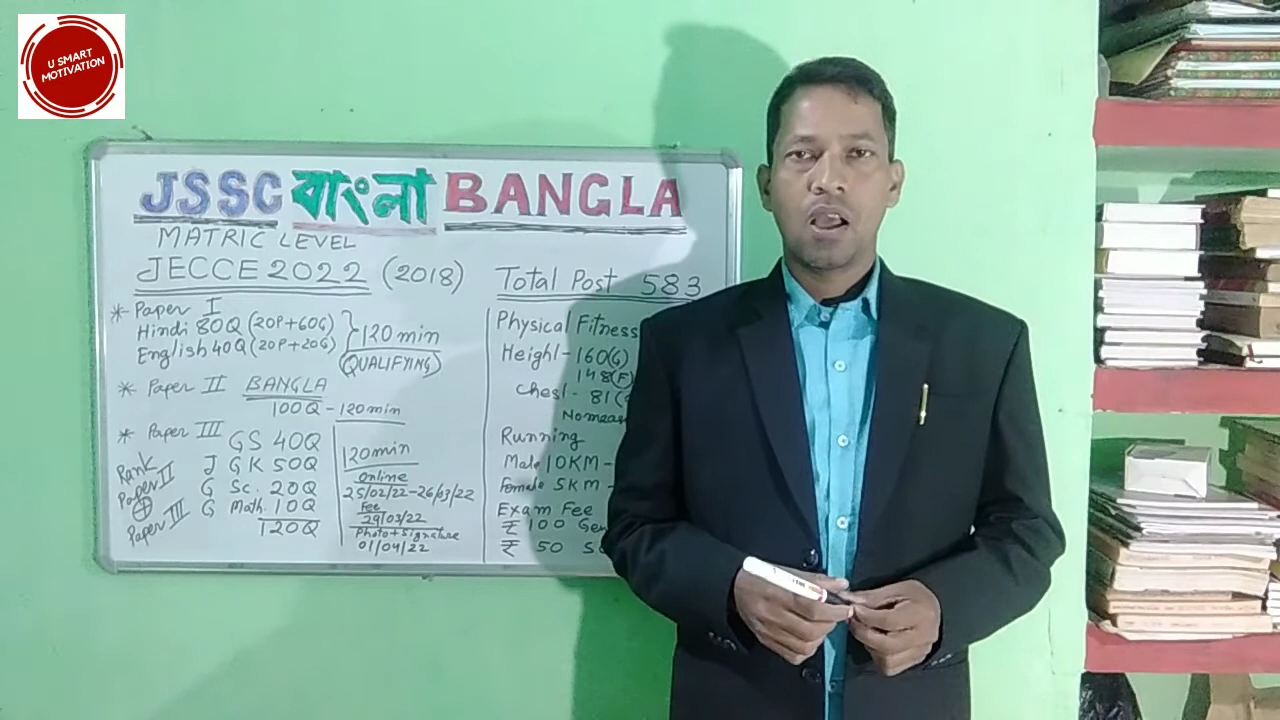 U SMART
MOTIVATION
JSSC বাংলা BANGLA
MATRIC LEVEL
JECCE 2022 (2018)
* Paper I
Hindi 80Q (20P+60G)
English 40Q (20P+20G)
120 min
(QUALIFYING)
* Paper II BANGLA
100Q - 120 min
* Paper III
GS 40Q
J GK 50Q
G Sc. 20Q
G Math. 10Q
120Q
Rank
Paper II
+
Paper III
120min
Online
25/02/22-26/03/22
Fee
29/03/22
Photo+Signature
01/04/22
Total Post 583
Physical Fitness
Height - 160(G)
148(F)
Chest - 81
Running
Male 10KM -
Female 5KM -
Exam Fee
₹ 100 Gen
₹ 50